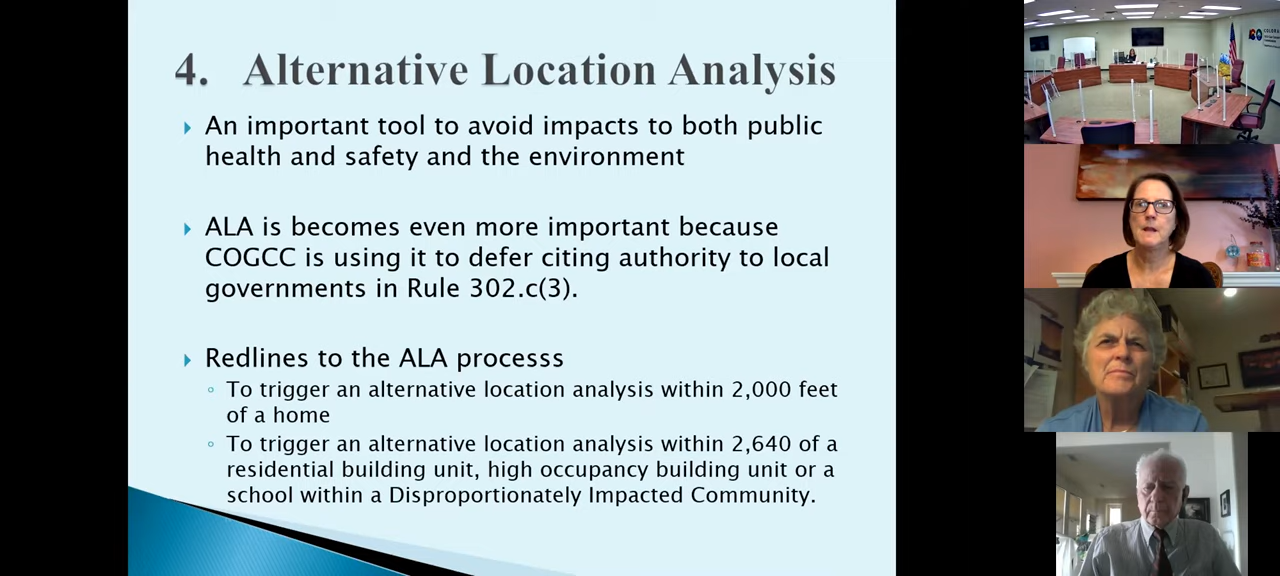 4. Alternative Location Analysis
An important tool to avoid impacts to both public
health and safety and the environment
ALA is becomes even more important because
COGCC is using it to defer citing authority to local
governments in Rule 302.c(3).
Redlines to the ALA processs
To trigger an alternative location analysis within 2,000 feet
of a home
To trigger an alternative location analysis within 2,640 of a
residential building unit, high occupancy building unit or a
school within a Disproportionately Impacted Community.